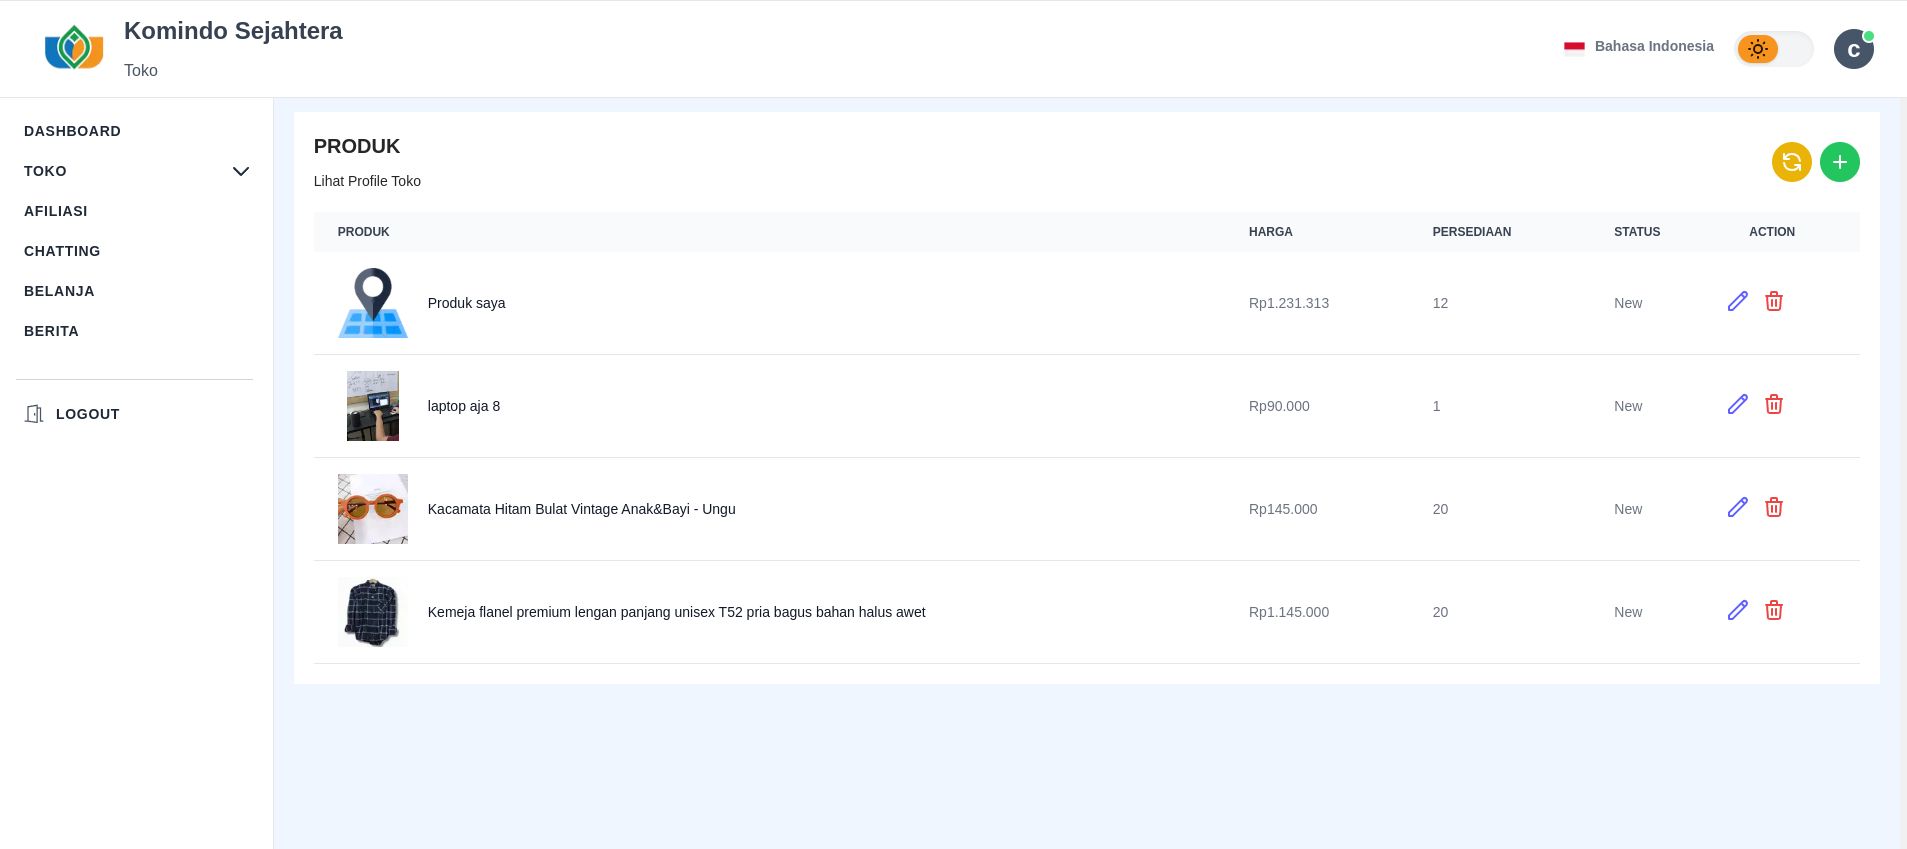 Komindo Sejahtera
Toko
Bahasa Indonesia
c
DASHBOARD
TOKO
AFILIASI
CHATTING
BELANJA
BERITA
LOGOUT
PRODUK
Lihat Profile Toko
PRODUK HARGA PERSEDIAAN STATUS ACTION
Produk saya Rp1.231.313 12 New
laptop aja 8 Rp90.000 1 New
Kacamata Hitam Bulat Vintage Anak&Bayi - Ungu Rp145.000 20 New
Kemeja flanel premium lengan panjang unisex T52 pria bagus bahan halus awet Rp1.145.000 20 New